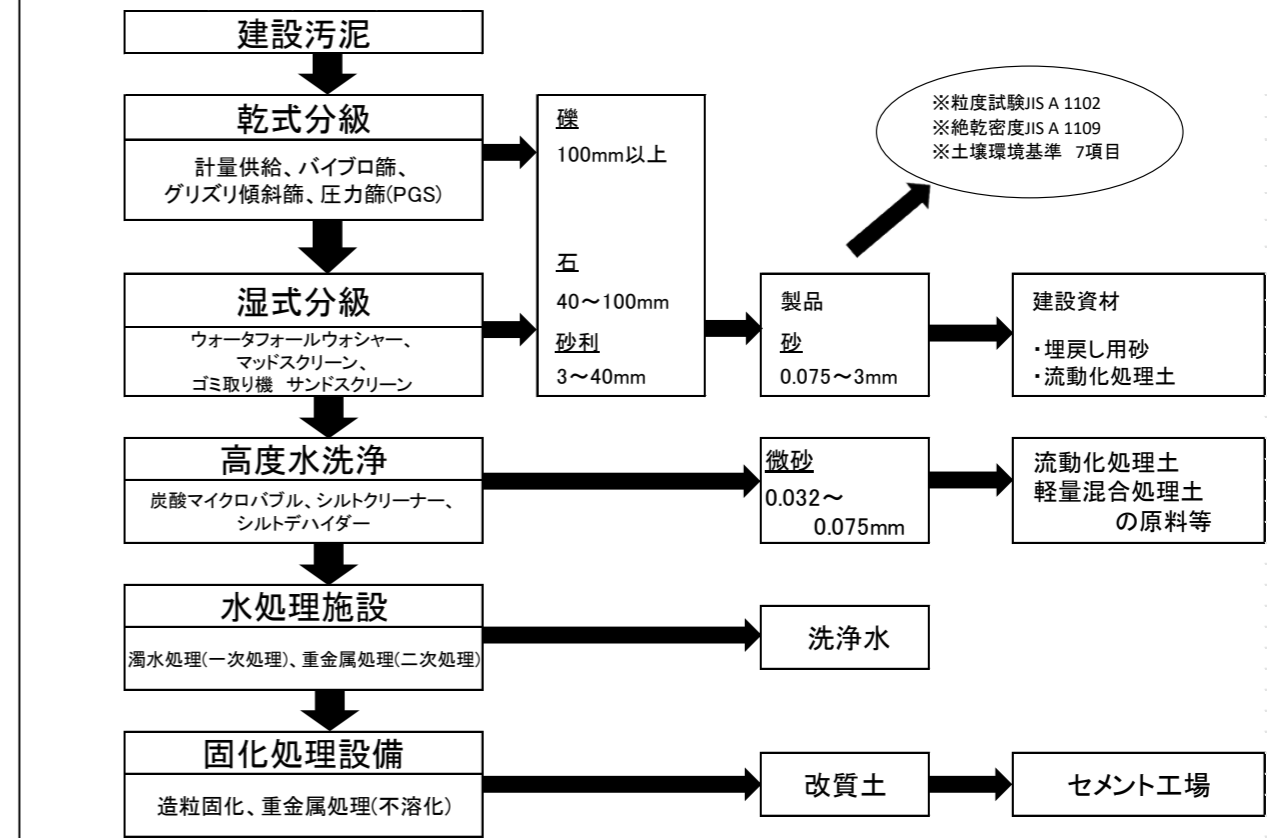 建設汚泥
乾式分級
計量供給、バイブロ篩、
グリズリ傾斜篩、圧力篩(PGS)
礫
100mm以上
石
40～100mm
砂利
3～40mm
※粒度試験JIS A 1102
※絶乾密度JIS A 1109
※土壌環境基準 7項目
湿式分級
ウォータフォールウォシャー、
マッドスクリーン、
ゴミ取り機 サンドスクリーン
製品
砂
0.075～3mm
建設資材
・埋戻し用砂
・流動化処理土
高度水洗浄
炭酸マイクロバブル、シルトクリーナー、
シルトデハイダー
微砂
0.032～
0.075mm
流動化処理土
軽量混合処理土
の原料等
水処理施設
濁水処理(一次処理)、重金属処理(二次処理)
洗浄水
固化処理設備
造粒固化、重金属処理(不溶化)
改質土
セメント工場